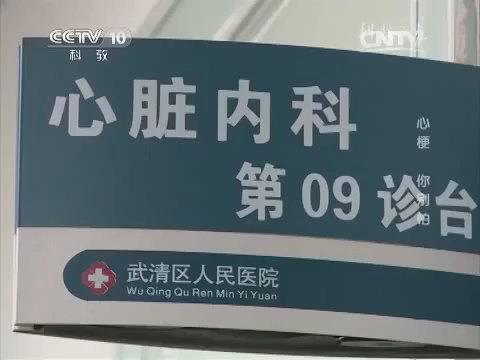 CCTV 10
科教
CNTV
心脏内科
第09诊台
心梗 你别怕
武清区人民医院
Wu Qing Qu Ren Min Yi Yuan